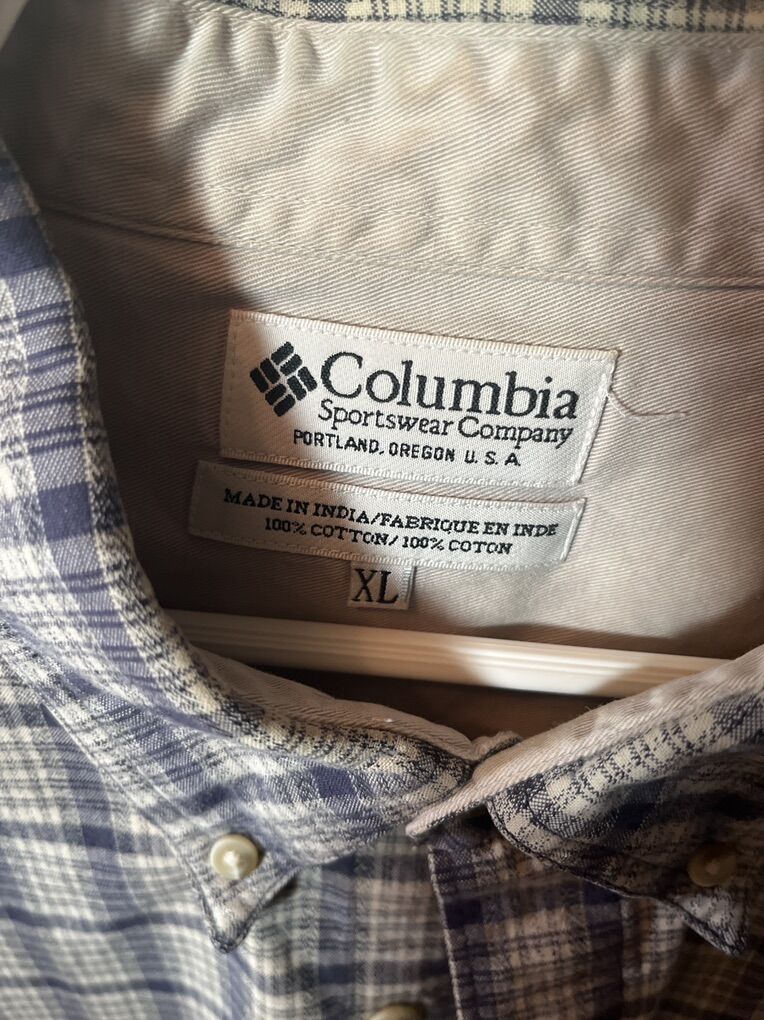 Columbia
Sportswear Company
PORTLAND, OREGON U.S.A
MADE IN INDIA/FABRIQUE EN INDE
100% COTTON/100% COTON
XL